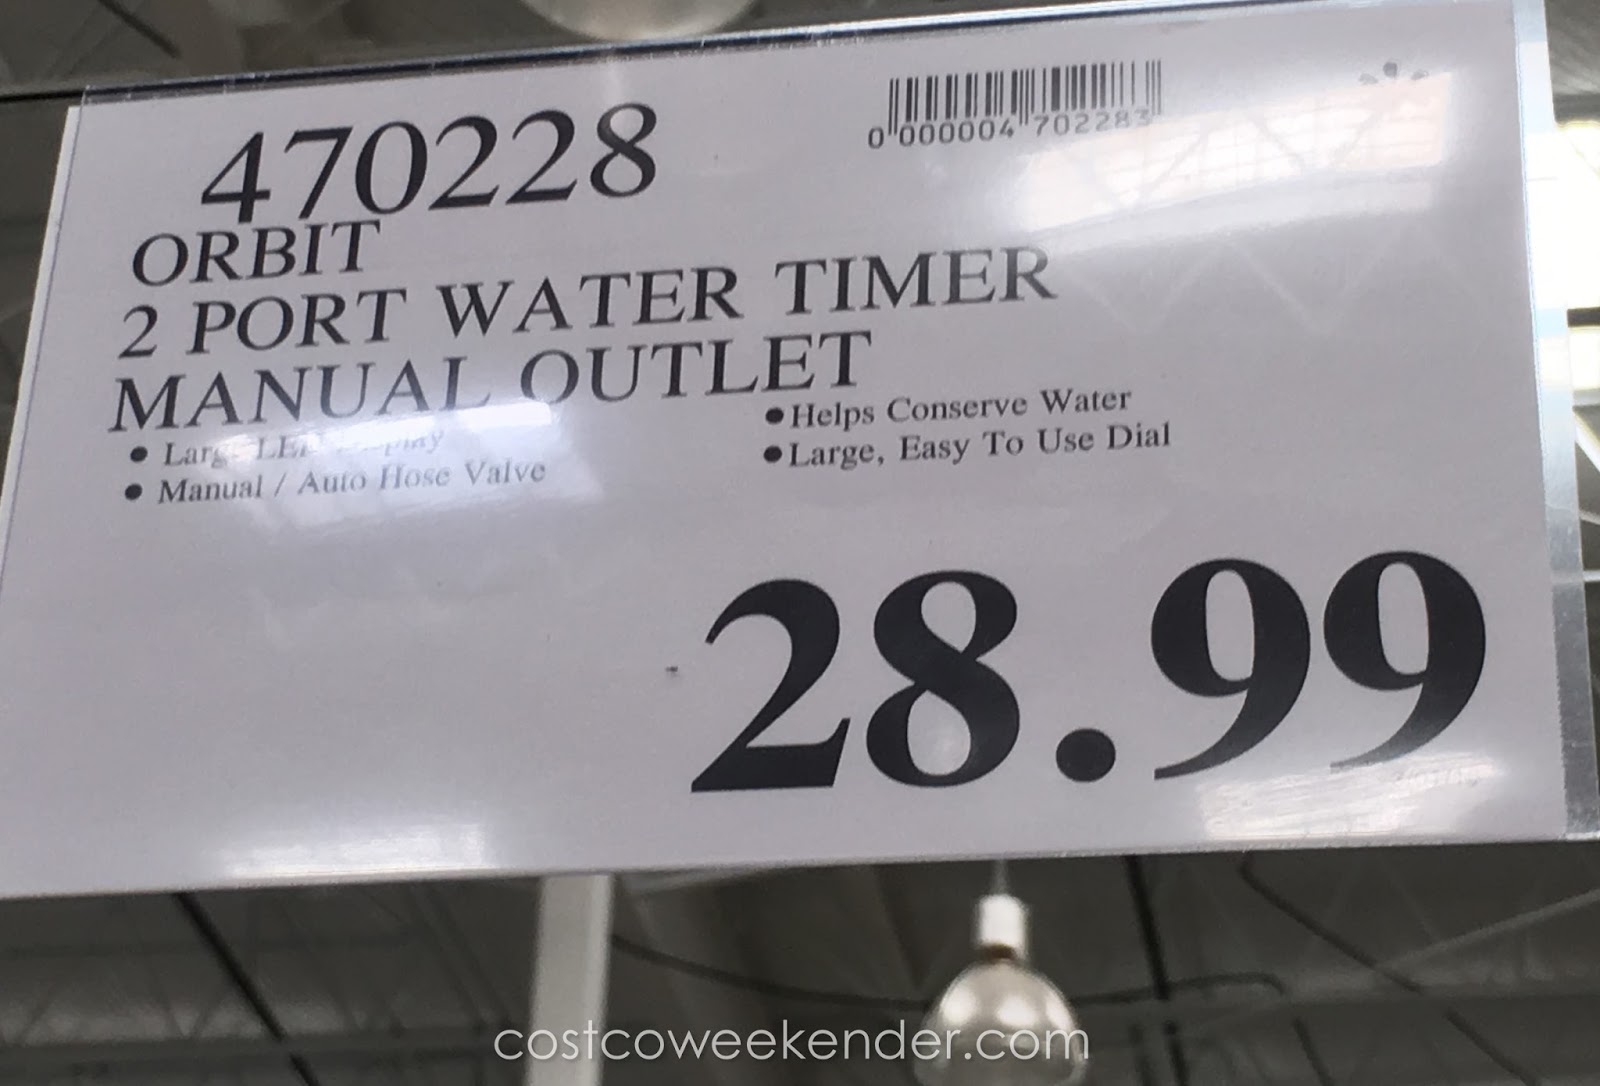 470228
0 000004 702283
ORBIT
2 PORT WATER TIMER
MANUAL OUTLET
• Manual / Auto Hose Valve
• Helps Conserve Water
• Large, Easy To Use Dial
28.99
costcoweekender.com